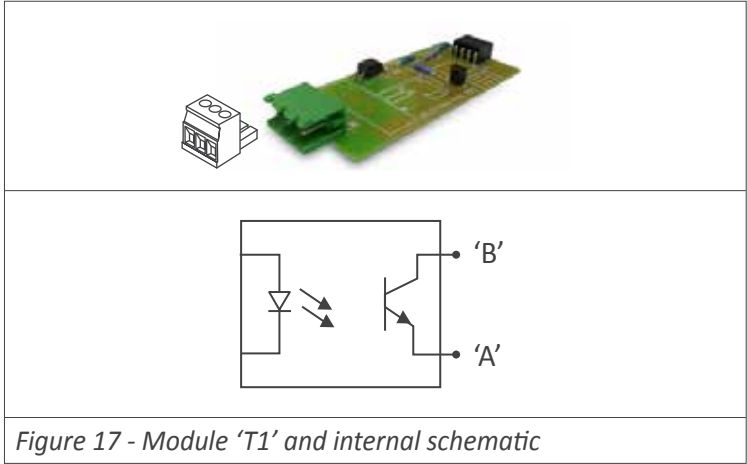 ‘B’
‘A’
Figure 17 - Module ‘T1’ and internal schematic